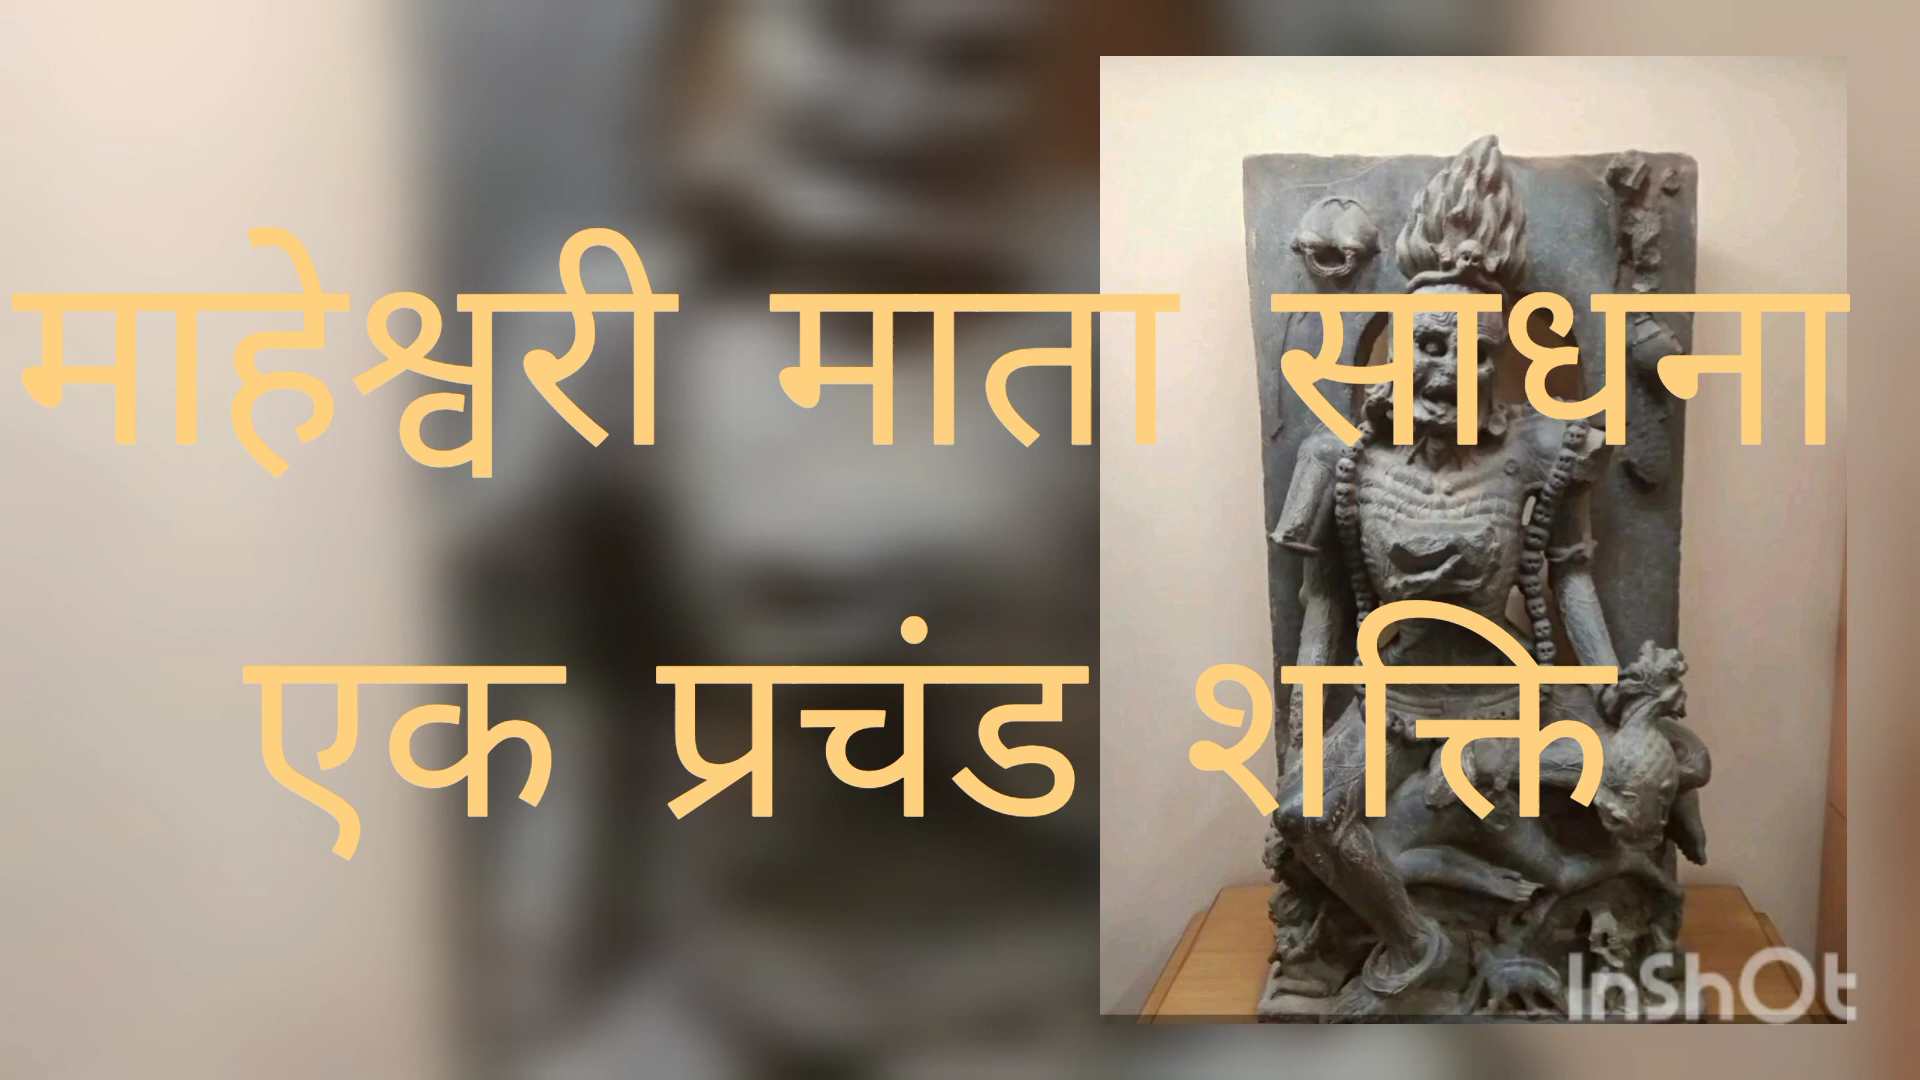 माहेश्वरी माता साधना
एक प्रचंड शक्ति
InShOt